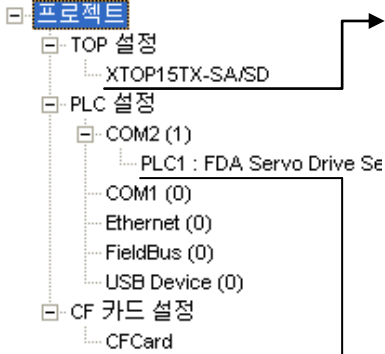 프로젝트
TOP 설정
XTOP15TX-SA/SD
PLC 설정
COM2 (1)
PLC1 : FDA Servo Drive Se
COM1 (0)
Ethernet (0)
FieldBus (0)
USB Device (0)
CF 카드 설정
CFCard